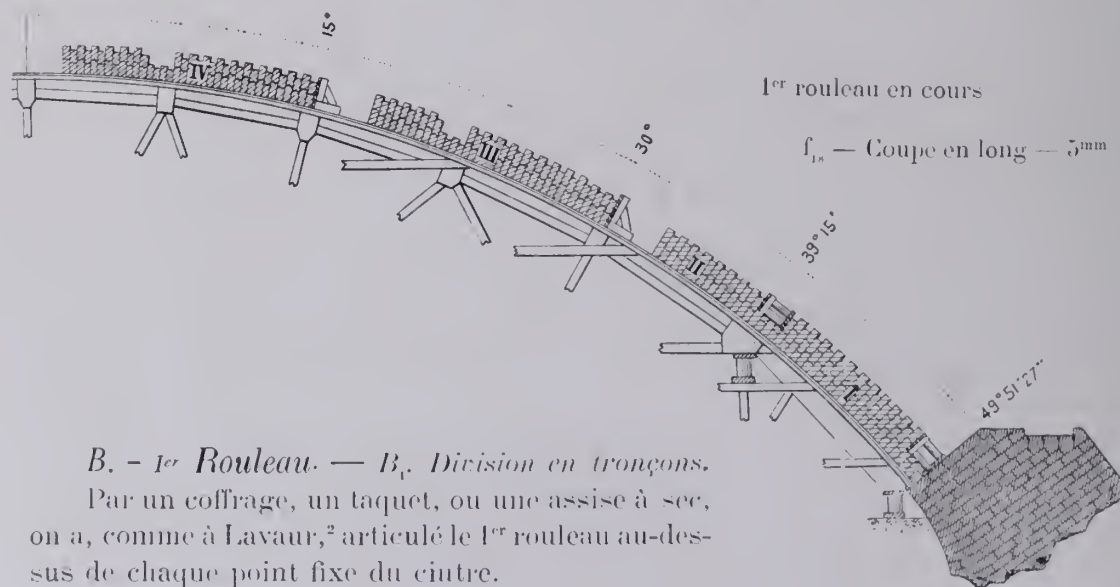 15°
IV
1er rouleau en cours
30°
III
f18 — Coupe en long — 5mm
39°15'
II
I
49°51'27"
B. - 1er Rouleau. — B1. Division en tronçons.
Par un coffrage, un taquet, ou une assise à sec,
on a, comme à Lavaur,² articulé le 1er rouleau au-des-
sus de chaque point fixe du cintre.